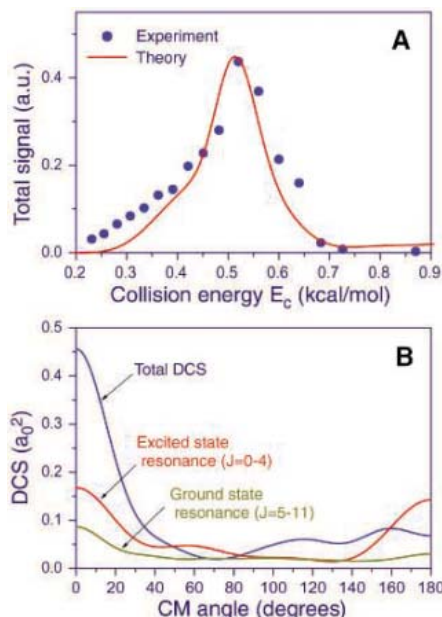 A
Experiment
Theory
Total signal (a.u.)
0.4
0.2
0.0
0.2 0.3 0.4 0.5 0.6 0.7 0.8 0.9
Collision energy Ec (kcal/mol)
B
DCS (a0²)
0.5
0.4
0.3
0.2
0.1
0.0
Total DCS
Excited state
resonance (J=0-4)
Ground state
resonance (J=5-11)
0 20 40 60 80 100 120 140 160 180
CM angle (degrees)